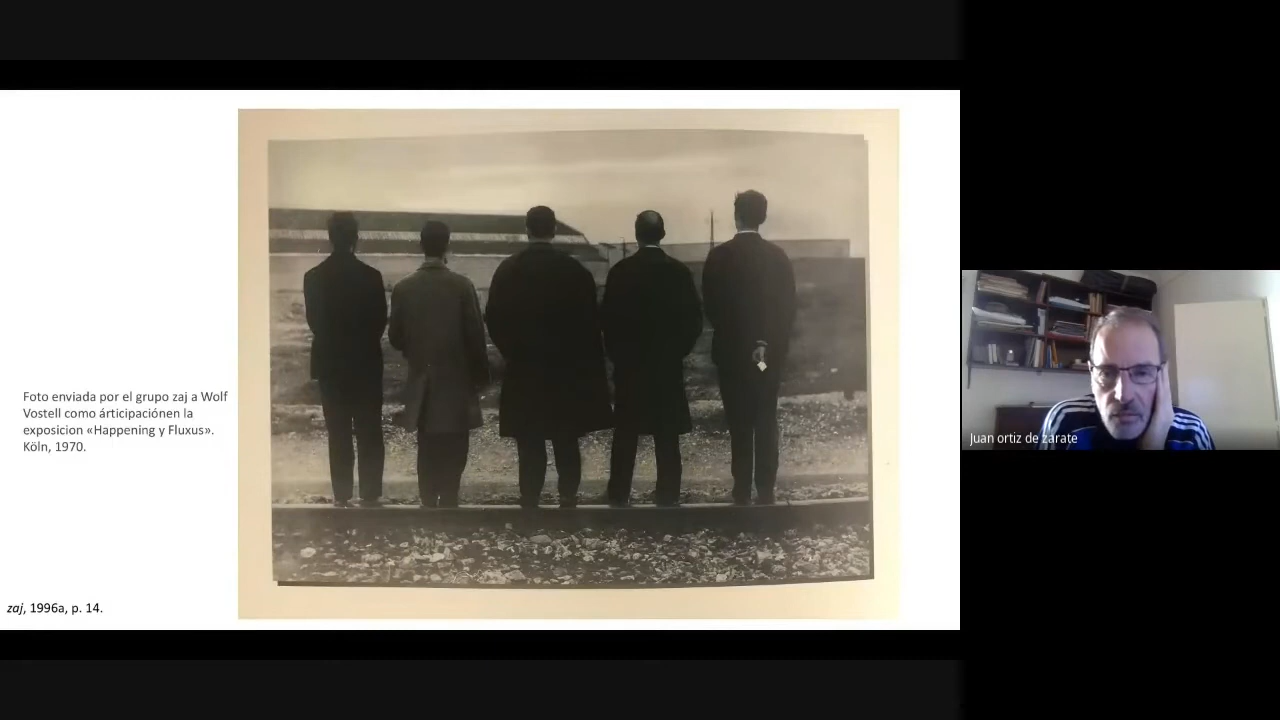 Foto enviada por el grupo zaj a Wolf
Vostell como árticipaciónen la
exposicion «Happening y Fluxus».
Köln, 1970.
zaj, 1996a, p. 14.
Juan ortiz de zarate